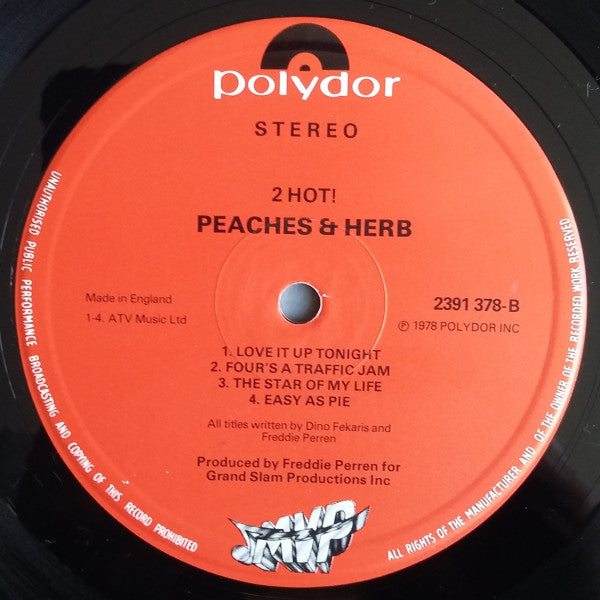 polydor
STEREO
2 HOT!
PEACHES & HERB
Made in England
1-4. ATV Music Ltd
2391 378-B
℗ 1978 POLYDOR INC
1. LOVE IT UP TONIGHT
2. FOUR'S A TRAFFIC JAM
3. THE STAR OF MY LIFE
4. EASY AS PIE
All titles written by Dino Fekaris and
Freddie Perren
Produced by Freddie Perren for
Grand Slam Productions Inc
MVP
UNAUTHORISED PUBLIC PERFORMANCE BROADCASTING AND COPYING OF THIS RECORD PROHIBITED
ALL RIGHTS OF THE MANUFACTURER AND OF THE OWNER OF THE RECORDED WORK RESERVED